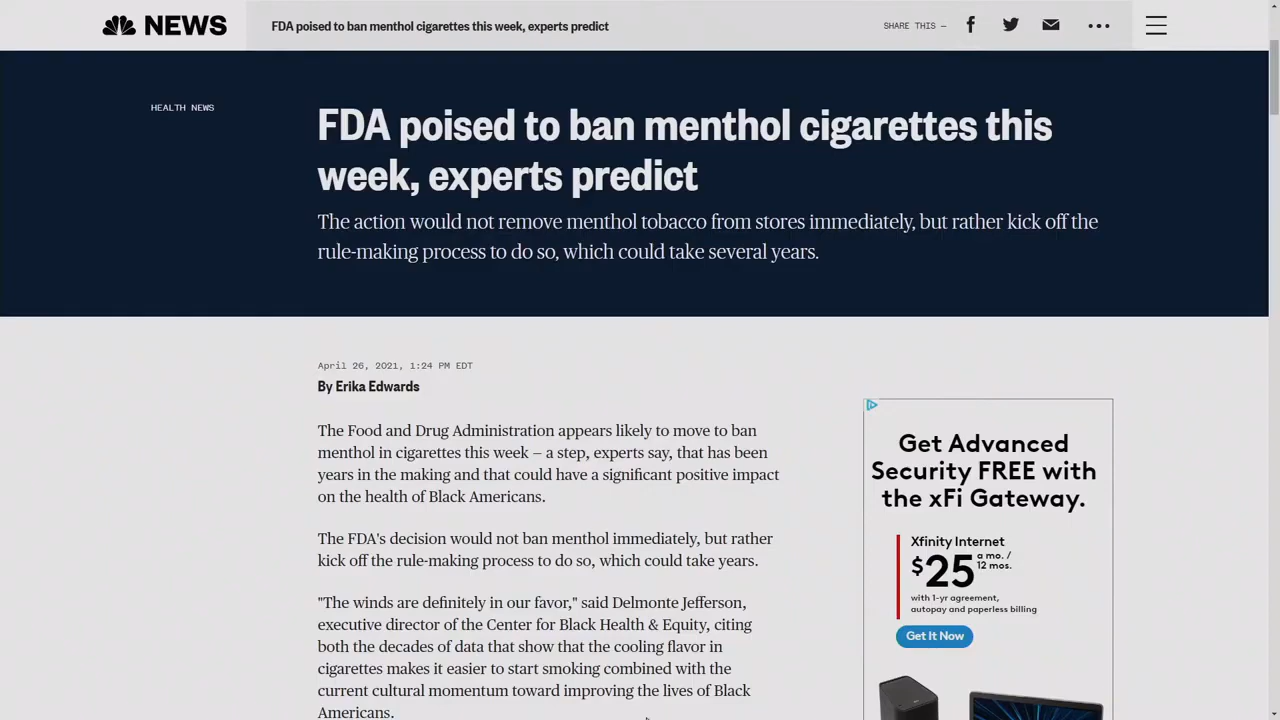 NEWS
FDA poised to ban menthol cigarettes this week, experts predict
SHARE THIS —
HEALTH NEWS
FDA poised to ban menthol cigarettes this
week, experts predict
The action would not remove menthol tobacco from stores immediately, but rather kick off the
rule-making process to do so, which could take several years.
April 26, 2021, 1:24 PM EDT
By Erika Edwards
The Food and Drug Administration appears likely to move to ban
menthol in cigarettes this week — a step, experts say, that has been
years in the making and that could have a significant positive impact
on the health of Black Americans.
The FDA's decision would not ban menthol immediately, but rather
kick off the rule-making process to do so, which could take years.
"The winds are definitely in our favor," said Delmonte Jefferson,
executive director of the Center for Black Health & Equity, citing
both the decades of data that show that the cooling flavor in
cigarettes makes it easier to start smoking combined with the
current cultural momentum toward improving the lives of Black
Americans.
Get Advanced
Security FREE with
the xFi Gateway.
Xfinity Internet
$25 a mo. /
12 mos.
with 1-yr agreement,
autopay and paperless billing
Get It Now